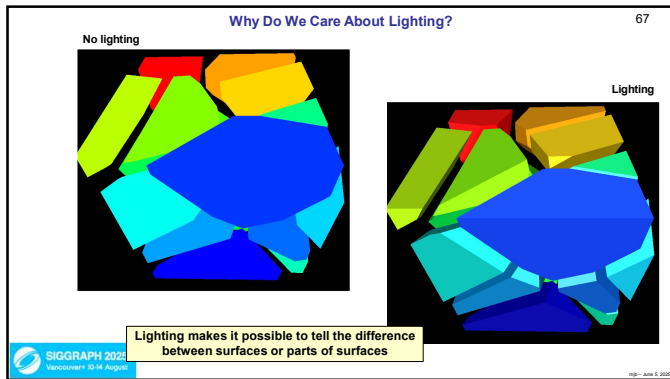 Why Do We Care About Lighting?
67
No lighting
Lighting
Lighting makes it possible to tell the difference
between surfaces or parts of surfaces
SIGGRAPH 2025
Vancouver+ 10-14 August
mjb – June 5, 2025